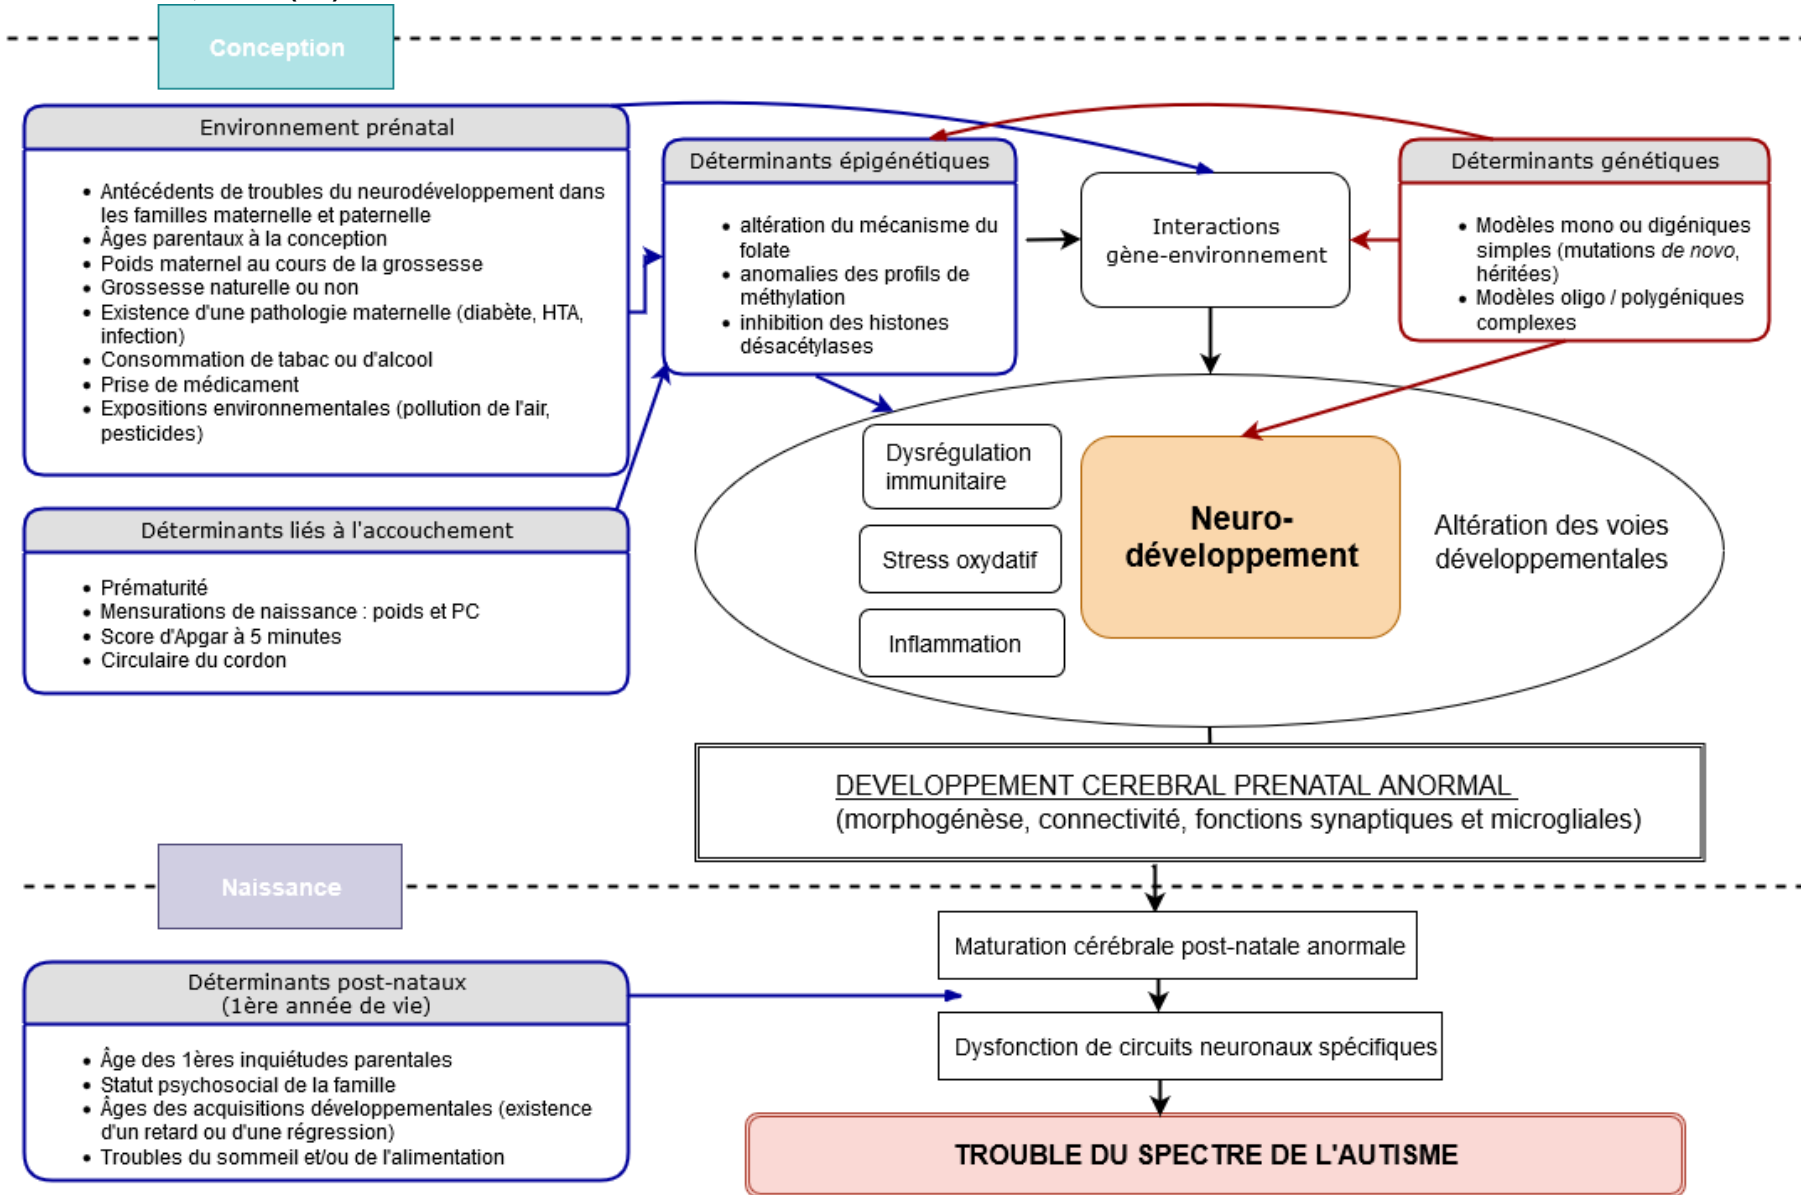 Conception
Environnement prénatal
Antécédents de troubles du neurodéveloppement dans
les familles maternelle et paternelle
Âges parentaux à la conception
Poids maternel au cours de la grossesse
Grossesse naturelle ou non
Existence d'une pathologie maternelle (diabète, HTA,
infection)
Consommation de tabac ou d'alcool
Prise de médicament
Expositions environnementales (pollution de l'air,
pesticides)
Déterminants épigénétiques
altération du mécanisme du
folate
anomalies des profils de
méthylation
inhibition des histones
désacétylases
Interactions
gène-environnement
Déterminants génétiques
Modèles mono ou digéniques
simples (mutations de novo,
héritées)
Modèles oligo / polygéniques
complexes
Déterminants liés à l'accouchement
Prématurité
Mensurations de naissance : poids et PC
Score d'Apgar à 5 minutes
Circulaire du cordon
Dysrégulation
immunitaire
Stress oxydatif
Inflammation
Neuro-
développement
Altération des voies
développementales
DEVELOPPEMENT CEREBRAL PRENATAL ANORMAL
(morphogénèse, connectivité, fonctions synaptiques et microgliales)
Naissance
Maturation cérébrale post-natale anormale
Déterminants post-nataux
(1ère année de vie)
Âge des 1ères inquiétudes parentales
Statut psychosocial de la famille
Âges des acquisitions développementales (existence
d'un retard ou d'une régression)
Troubles du sommeil et/ou de l'alimentation
Dysfonction de circuits neuronaux spécifiques
TROUBLE DU SPECTRE DE L'AUTISME